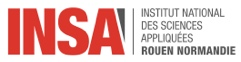 INSA
INSTITUT NATIONAL
DES SCIENCES
APPLIQUÉES
ROUEN NORMANDIE